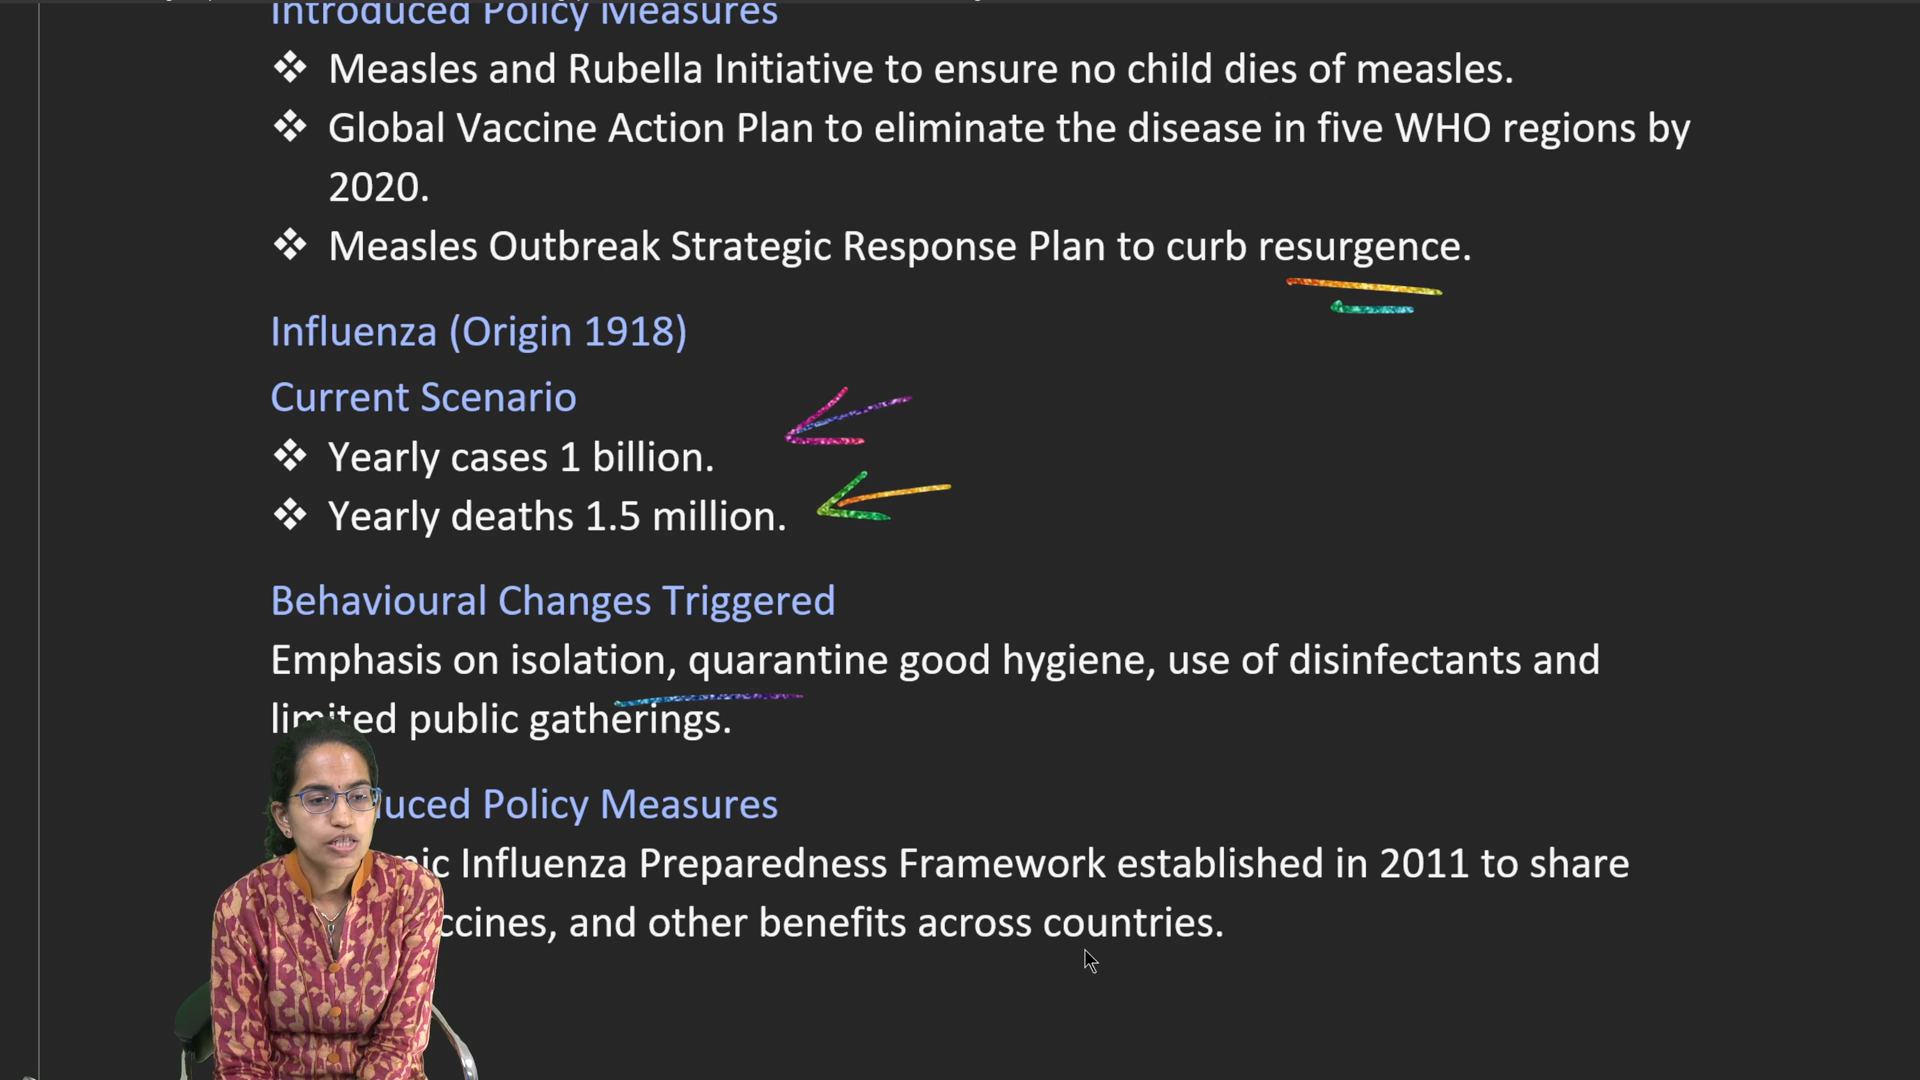 Introduced Policy Measures
❖ Measles and Rubella Initiative to ensure no child dies of measles.
❖ Global Vaccine Action Plan to eliminate the disease in five WHO regions by
2020.
❖ Measles Outbreak Strategic Response Plan to curb resurgence.
Influenza (Origin 1918)
Current Scenario
❖ Yearly cases 1 billion.
❖ Yearly deaths 1.5 million.
Behavioural Changes Triggered
Emphasis on isolation, quarantine good hygiene, use of disinfectants and
limited public gatherings.
Policy Measures
Influenza Preparedness Framework established in 2011 to share
and other benefits across countries.